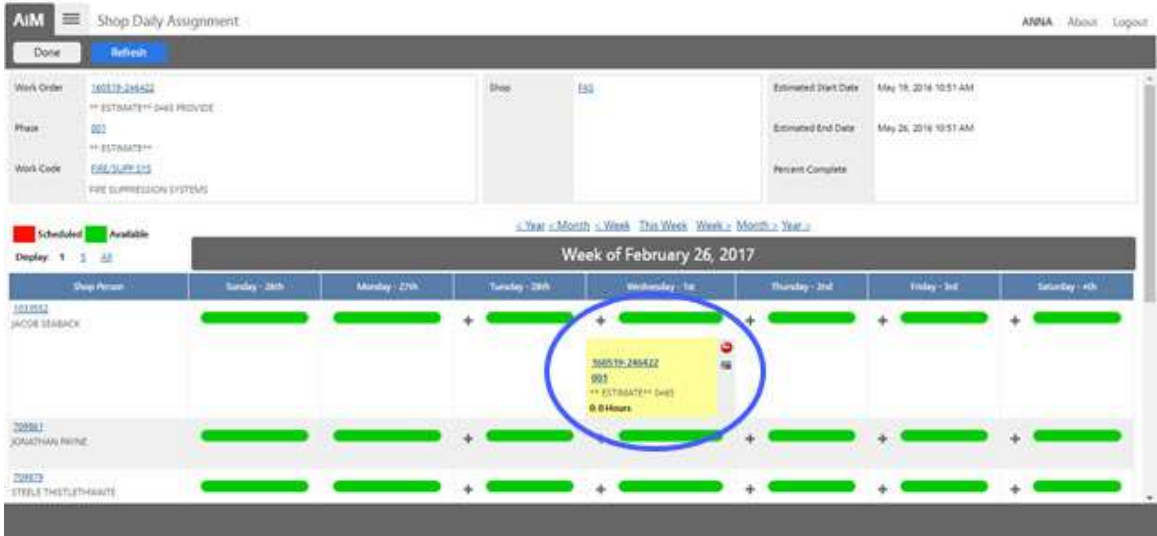 AiM Shop Daily Assignment ANNA About Logout
Done Refresh
Work Order 160519-246422 Shop FAS Estimated Start Date May 19, 2016 10:51 AM
** ESTIMATE** 0465 PROVIDE
Phase 001 Estimated End Date May 26, 2016 10:51 AM
** ESTIMATE**
Work Code FIRE/SUPP SYS Percent Complete
FIRE SUPPRESSION SYSTEMS
< Year < Month < Week This Week Week > Month > Year >
Scheduled Available
Display: 1 5 All Week of February 26, 2017
Shop Person Sunday - 26th Monday - 27th Tuesday - 28th Wednesday - 1st Thursday - 2nd Friday - 3rd Saturday - 4th
1033552
JACOB SEABACK
160519-246422
001
** ESTIMATE** 0465
0.0 Hours
709861
JONATHAN PAYNE
709879
STEELE THISTLETHWAITE